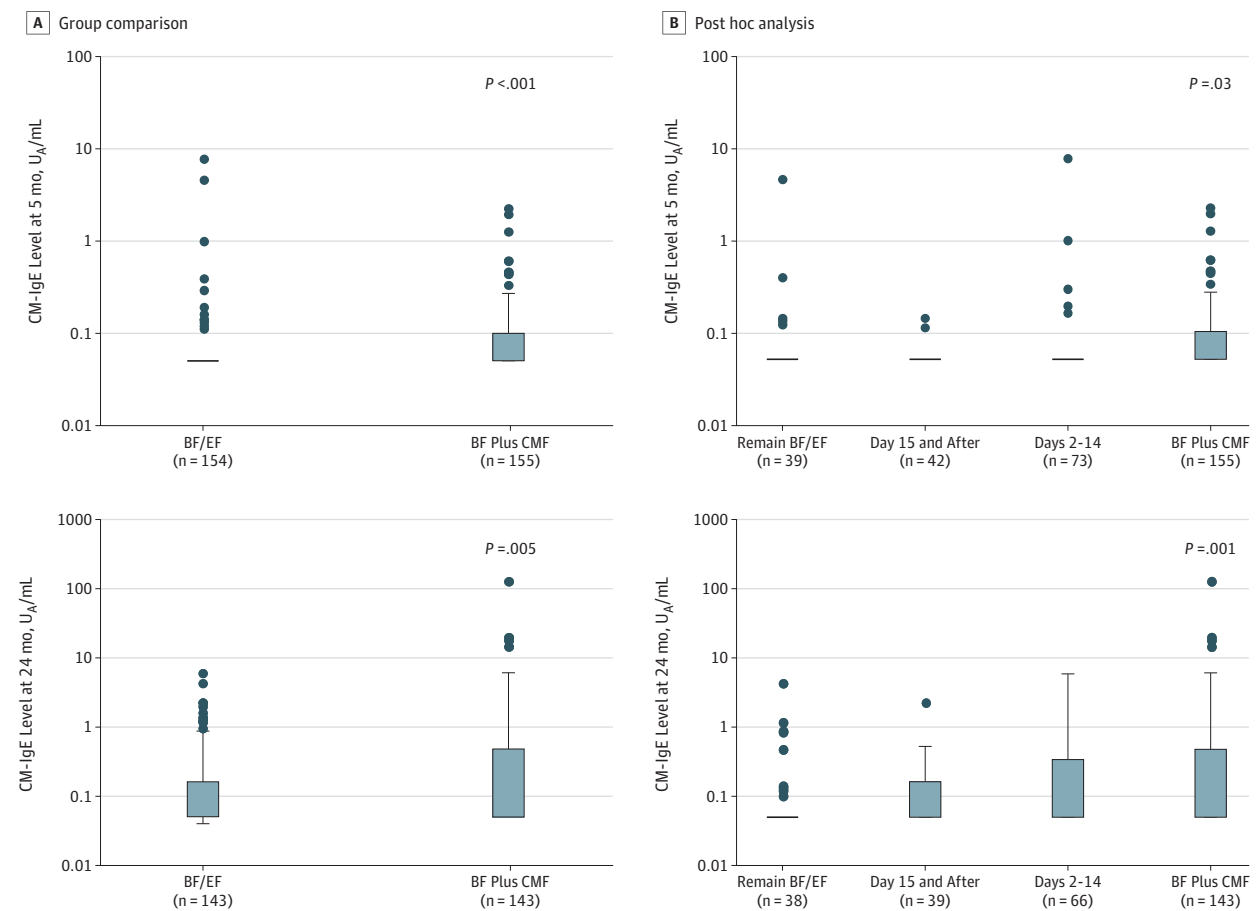 A Group comparison
100
10
1
0.1
0.01
CM-IgE Level at 5 mo, UA/mL
P <.001
BF/EF
(n = 154)
BF Plus CMF
(n = 155)
1000
100
10
1
0.1
0.01
CM-IgE Level at 24 mo, UA/mL
P =.005
BF/EF
(n = 143)
BF Plus CMF
(n = 143)
B Post hoc analysis
100
10
1
0.1
0.01
CM-IgE Level at 5 mo, UA/mL
P =.03
Remain BF/EF
(n = 39)
Day 15 and After
(n = 42)
Days 2-14
(n = 73)
BF Plus CMF
(n = 155)
1000
100
10
1
0.1
0.01
CM-IgE Level at 24 mo, UA/mL
P =.001
Remain BF/EF
(n = 38)
Day 15 and After
(n = 39)
Days 2-14
(n = 66)
BF Plus CMF
(n = 143)